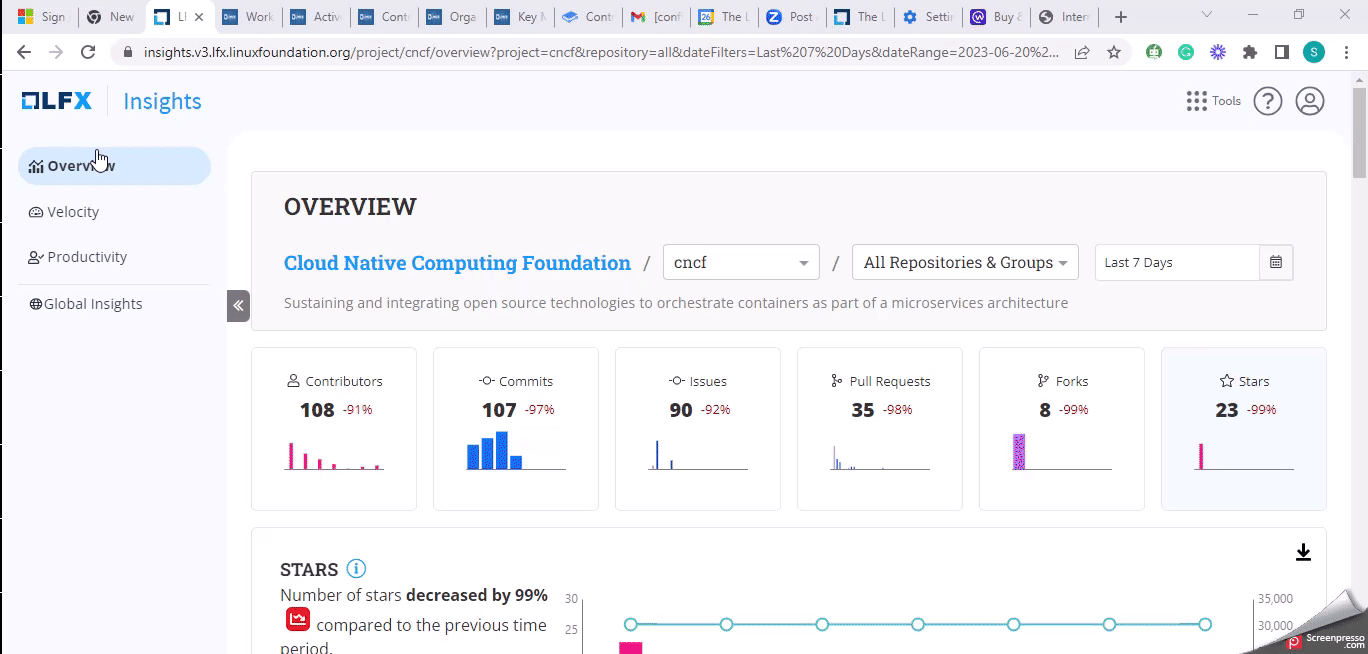 Sign
New
LI
Work
Activ
Cont
Orga
Key M
Cont
[conf
The L
Post
The L
Settin
Buy &
Inter
insights.v3.lfx.linuxfoundation.org/project/cncf/overview?project=cncf&repository=all&dateFilters=Last%207%20Days&dateRange=2023-06-20%2...
S
LFX Insights
Tools
Overview
Velocity
Productivity
Global Insights
OVERVIEW
Cloud Native Computing Foundation / cncf / All Repositories & Groups Last 7 Days
Sustaining and integrating open source technologies to orchestrate containers as part of a microservices architecture
Contributors
108 -91%
Commits
107 -97%
Issues
90 -92%
Pull Requests
35 -98%
Forks
8 -99%
Stars
23 -99%
STARS
Number of stars decreased by 99%
compared to the previous time
period.
30
25
35,000
30,000
Screenpresso
.com